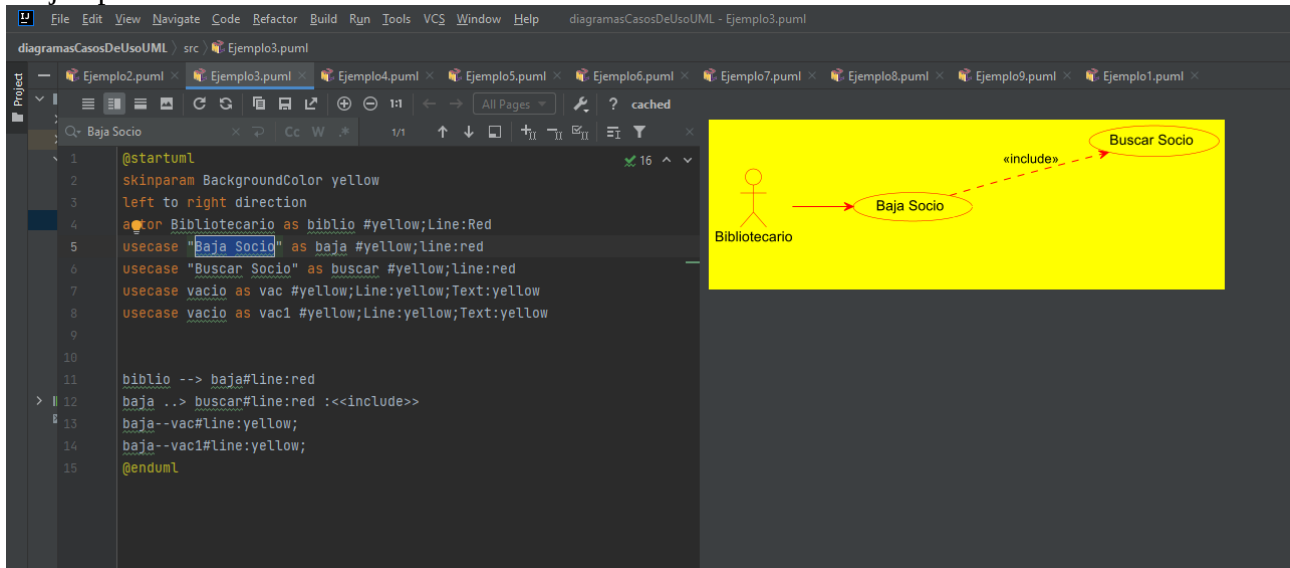 File Edit View Navigate Code Refactor Build Run Tools VCS Window Help diagramasCasosDeUsoUML - Ejemplo3.puml
diagramasCasosDeUsoUML src Ejemplo3.puml
Project
Ejemplo2.puml Ejemplo3.puml Ejemplo4.puml Ejemplo5.puml Ejemplo6.puml Ejemplo7.puml Ejemplo8.puml Ejemplo9.puml Ejemplo1.puml
1:1 All Pages ? cached
Baja Socio Cc W .* 1/1
1 @startuml 16
2 skinparam BackgroundColor yellow
3 left to right direction
4 actor Bibliotecario as biblio #yellow;Line:Red
5 usecase "Baja Socio" as baja #yellow;line:red
6 usecase "Buscar Socio" as buscar #yellow;line:red
7 usecase vacio as vac #yellow;Line:yellow;Text:yellow
8 usecase vacio as vac1 #yellow;Line:yellow;Text:yellow
9
10
11 biblio --> baja#line:red
12 baja ..> buscar#line:red :<<include>>
13 baja--vac#line:yellow;
14 baja--vac1#line:yellow;
15 @enduml
Buscar Socio
«include»
Baja Socio
Bibliotecario